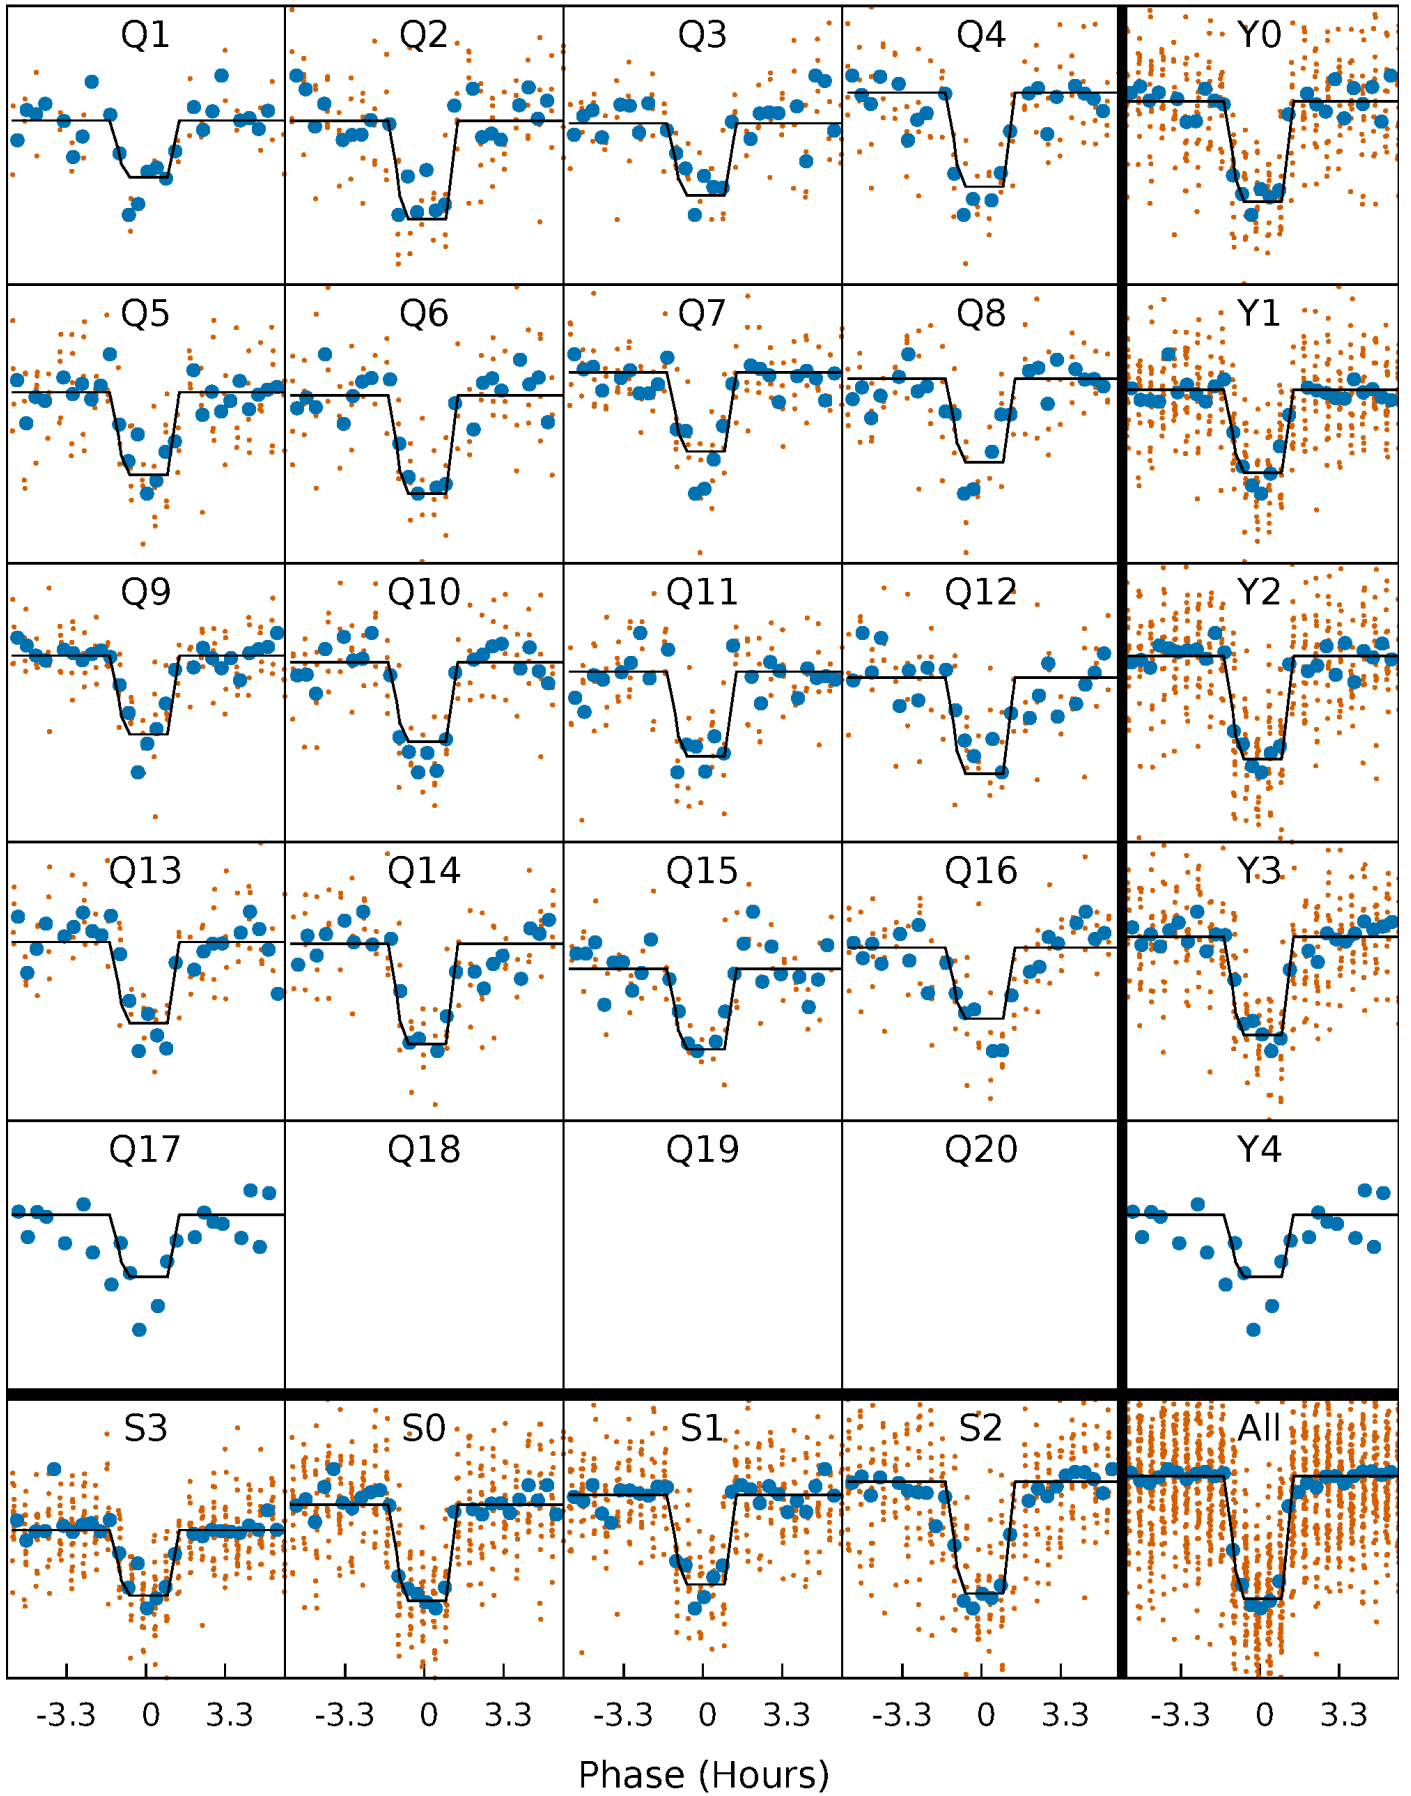 Q1 Q2 Q3 Q4 Y0
Q5 Q6 Q7 Q8 Y1
Q9 Q10 Q11 Q12 Y2
Q13 Q14 Q15 Q16 Y3
Q17 Q18 Q19 Q20 Y4
S3 S0 S1 S2 All
-3.3 0 3.3 -3.3 0 3.3 -3.3 0 3.3 -3.3 0 3.3 -3.3 0 3.3
Phase (Hours)